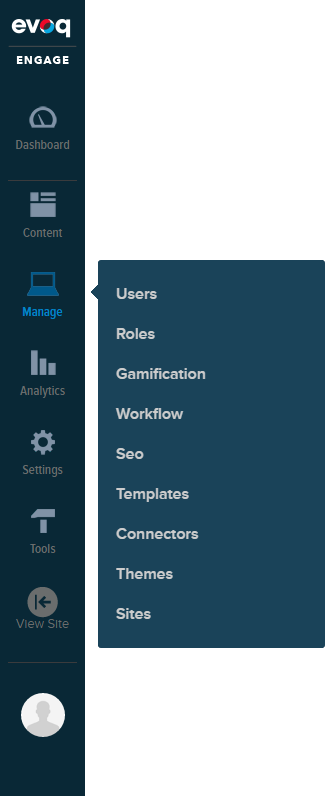 evoq
ENGAGE
Dashboard
Content
Manage
Analytics
Settings
Tools
View Site
Users
Roles
Gamification
Workflow
Seo
Templates
Connectors
Themes
Sites